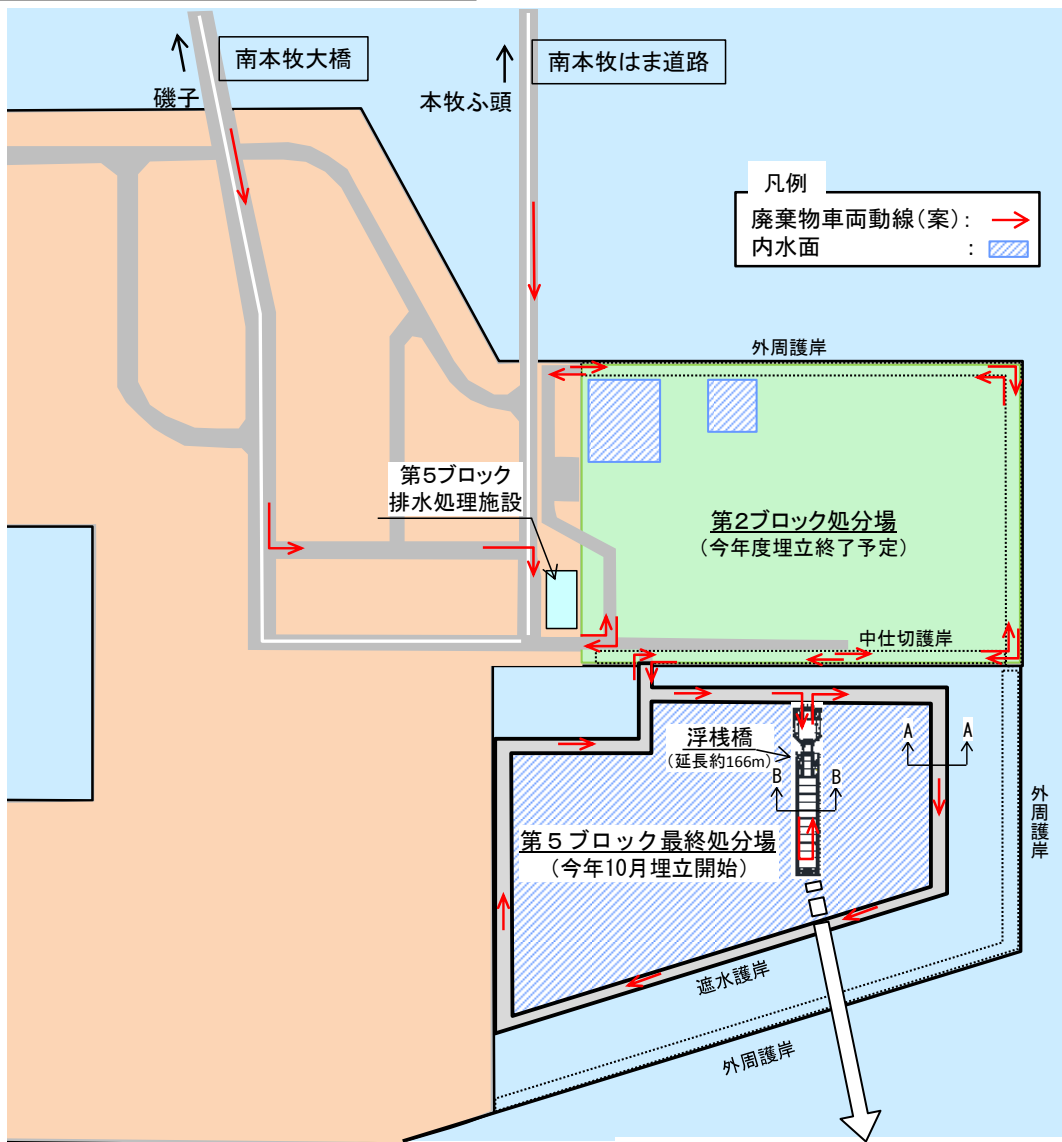 南本牧大橋
南本牧はま道路
磯子
本牧ふ頭
凡例
廃棄物車両動線(案):
内水面 :
外周護岸
第5ブロック
排水処理施設
第2ブロック処分場
(今年度埋立終了予定)
中仕切護岸
浮桟橋
(延長約166m)
A A
B B
外周護岸
第5ブロック最終処分場
(今年10月埋立開始)
遮水護岸
外周護岸